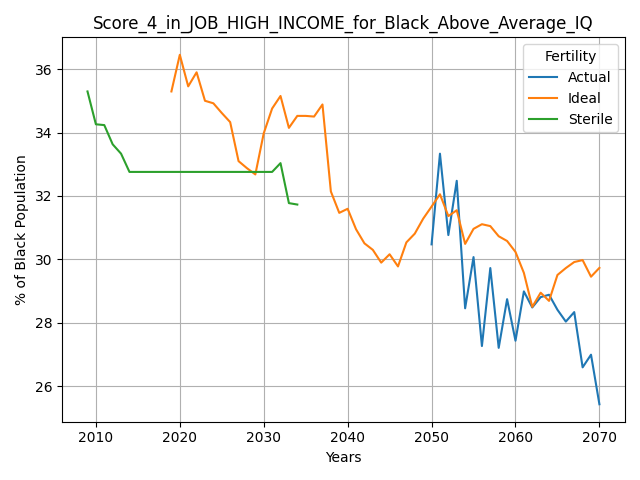 Score_4_in_JOB_HIGH_INCOME_for_Black_Above_Average_IQ
Fertility
Actual
Ideal
Sterile
% of Black Population
36
34
32
30
28
26
2010 2020 2030 2040 2050 2060 2070
Years